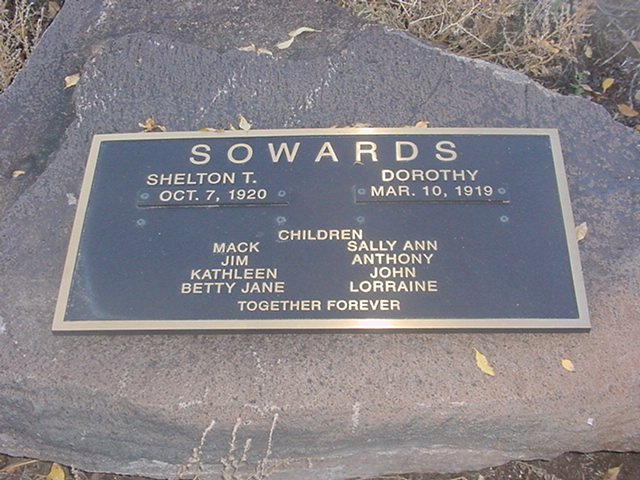 SOWARDS
SHELTON T. DOROTHY
OCT. 7, 1920 MAR. 10, 1919
CHILDREN
MACK SALLY ANN
JIM ANTHONY
KATHLEEN JOHN
BETTY JANE LORRAINE
TOGETHER FOREVER